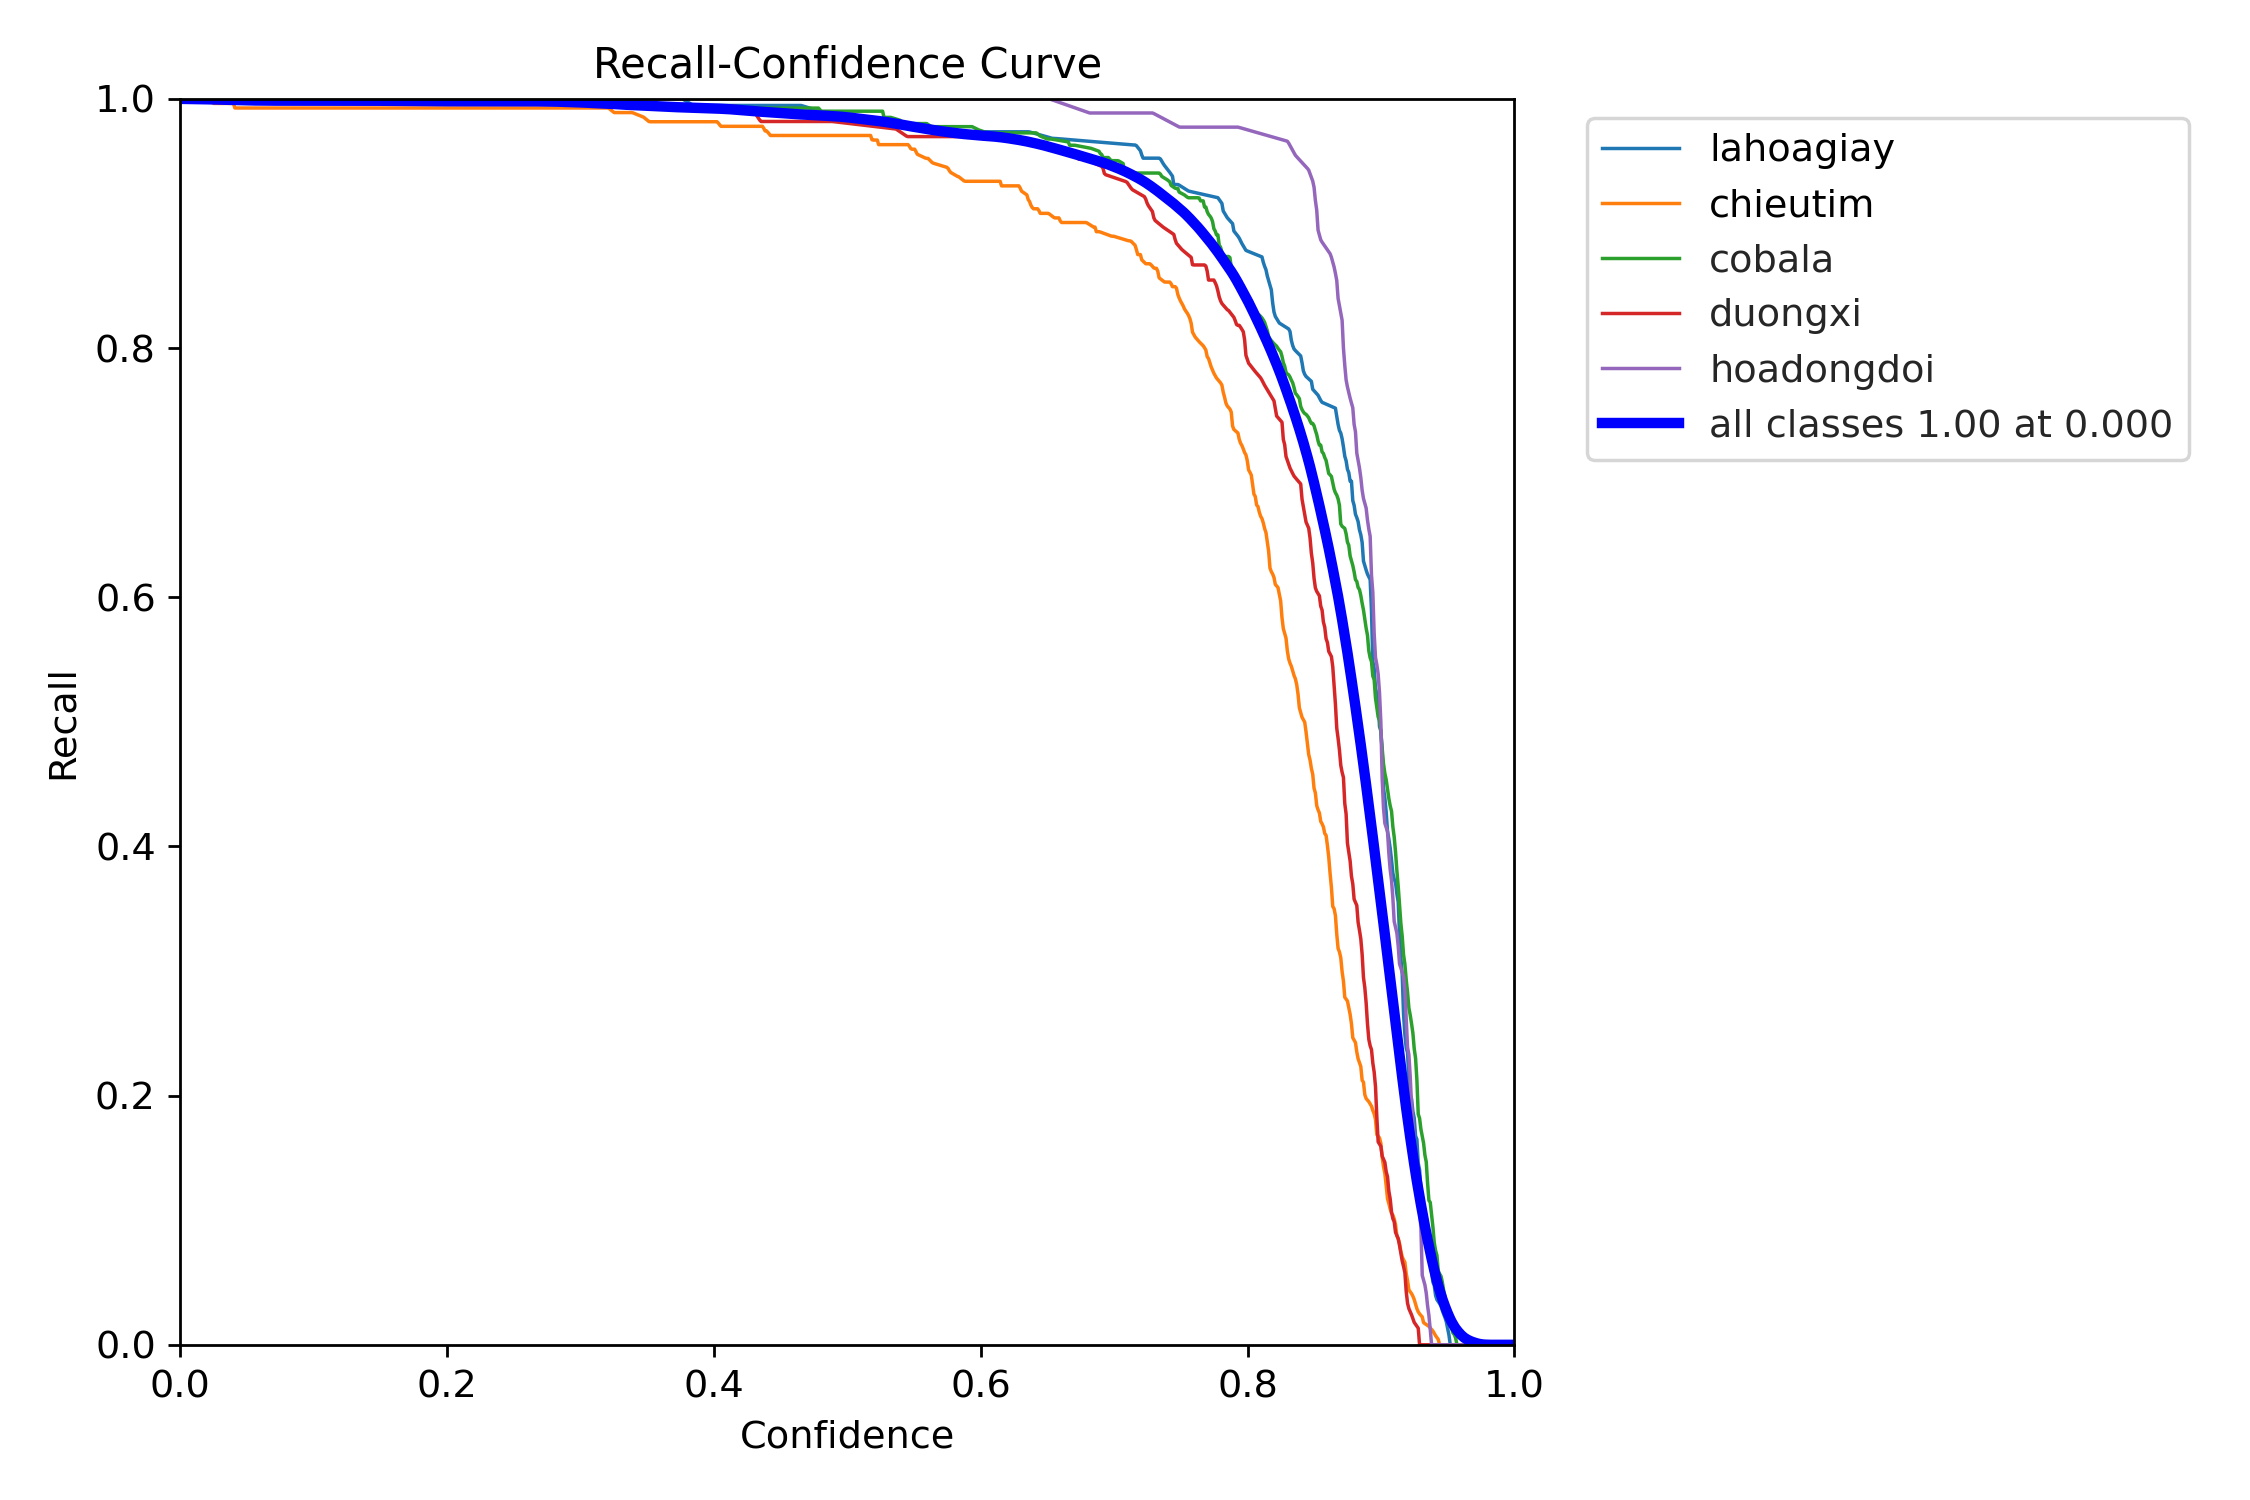 Recall-Confidence Curve
1.0
0.8
0.6
0.4
0.2
0.0
Recall
0.0 0.2 0.4 0.6 0.8 1.0
Confidence
lahoagiay
chieutim
cobala
duongxi
hoadongdoi
all classes 1.00 at 0.000